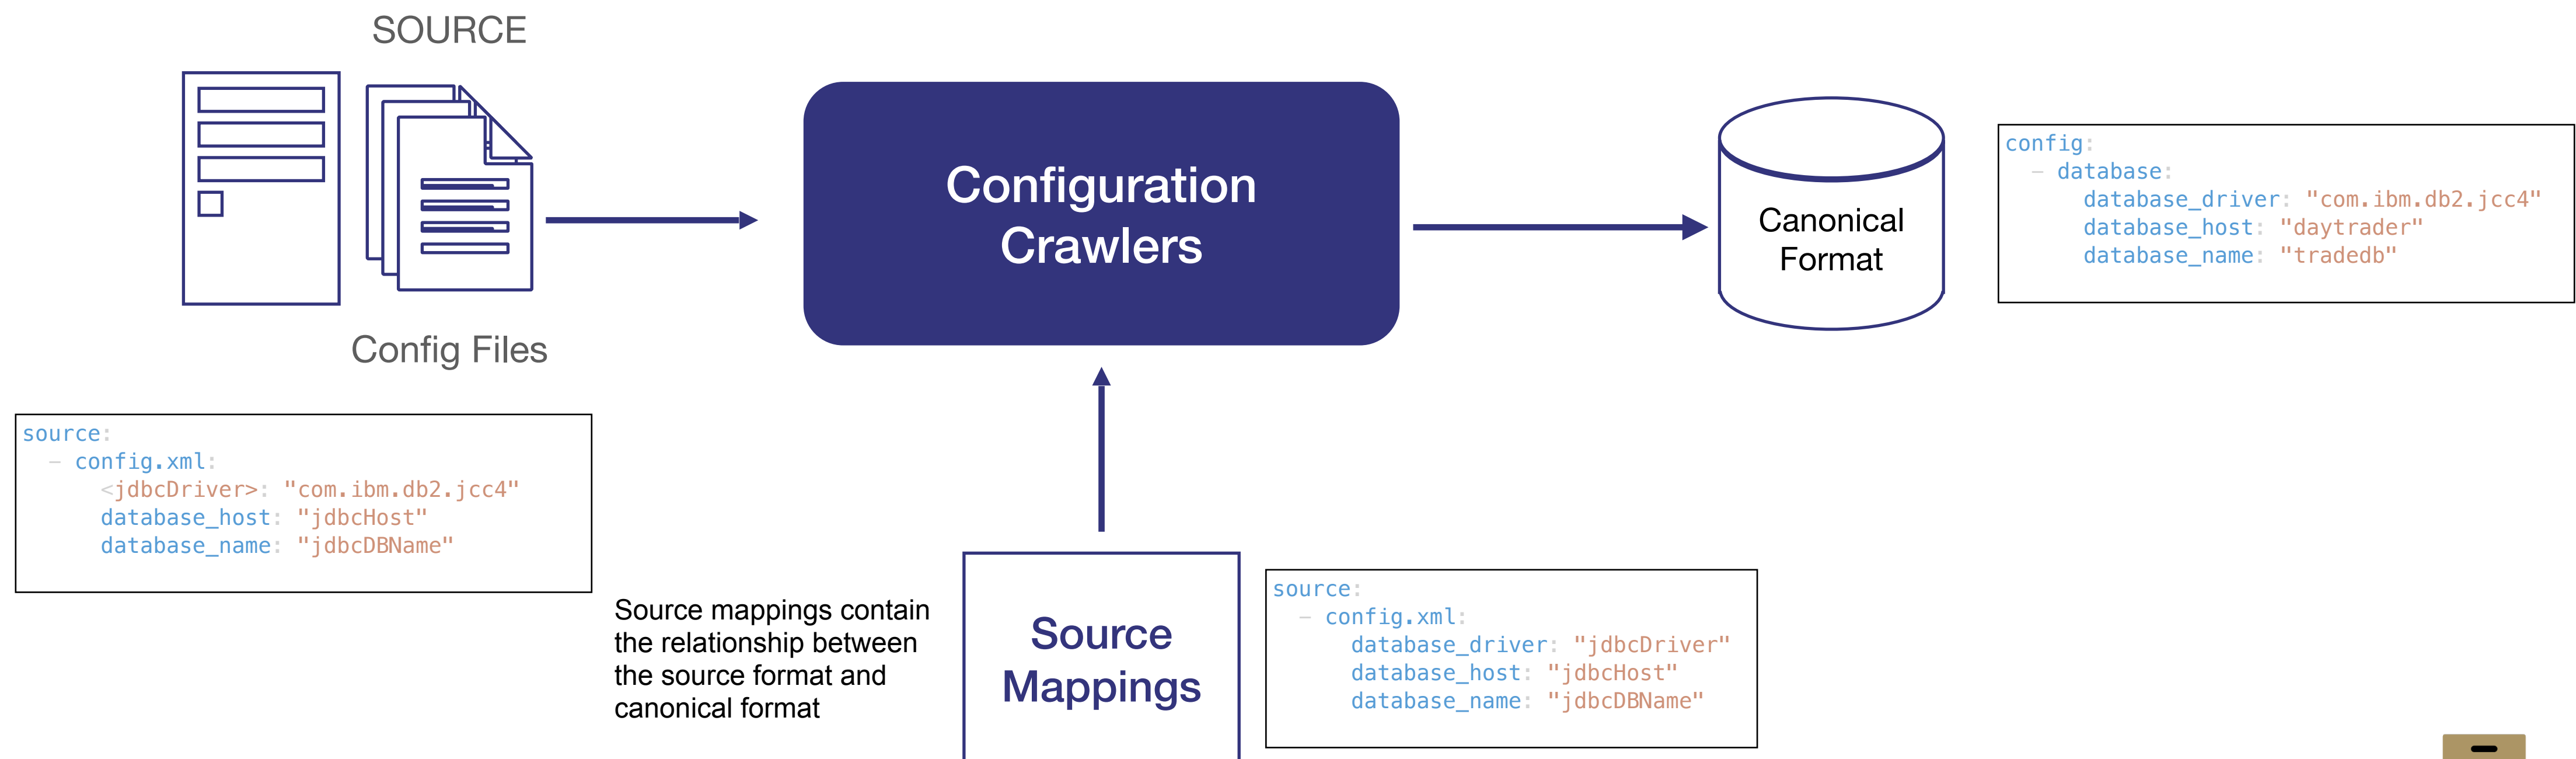 SOURCE
Config Files
source:
  - config.xml:
      <jdbcDriver>: "com.ibm.db2.jcc4"
      database_host: "jdbcHost"
      database_name: "jdbcDBName"
Configuration
Crawlers
Canonical
Format
config:
  - database:
      database_driver: "com.ibm.db2.jcc4"
      database_host: "daytrader"
      database_name: "tradedb"
Source mappings contain
the relationship between
the source format and
canonical format
Source
Mappings
source:
  - config.xml:
      database_driver: "jdbcDriver"
      database_host: "jdbcHost"
      database_name: "jdbcDBName"